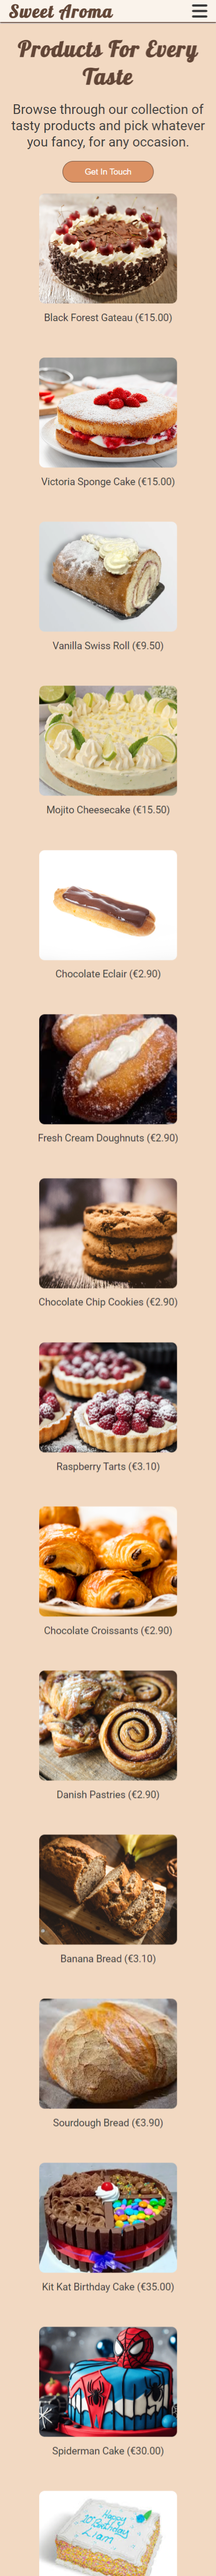 Sweet Aroma
Products For Every
Taste
Browse through our collection of
tasty products and pick whatever
you fancy, for any occasion.
Get In Touch
Black Forest Gateau (€15.00)
Victoria Sponge Cake (€15.00)
Vanilla Swiss Roll (€9.50)
Mojito Cheesecake (€15.50)
Chocolate Eclair (€2.90)
Fresh Cream Doughnuts (€2.90)
Chocolate Chip Cookies (€2.90)
Raspberry Tarts (€3.10)
Chocolate Croissants (€2.90)
Danish Pastries (€2.90)
Banana Bread (€3.10)
Sourdough Bread (€3.90)
Kit Kat Birthday Cake (€35.00)
Spiderman Cake (€30.00)
Happy
Birthday
Liam